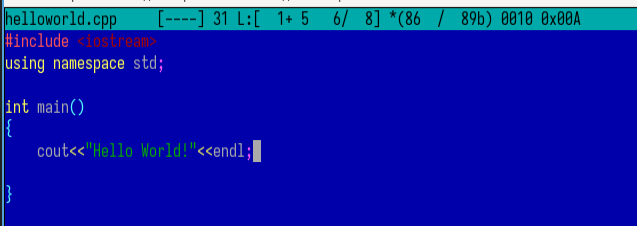 helloworld.cpp [----] 31 L:[ 1+ 5 6/ 8] *(86 / 89b) 0010 0x00A
#include <iostream>
using namespace std;
int main()
{
cout<<"Hello World!"<<endl;
}